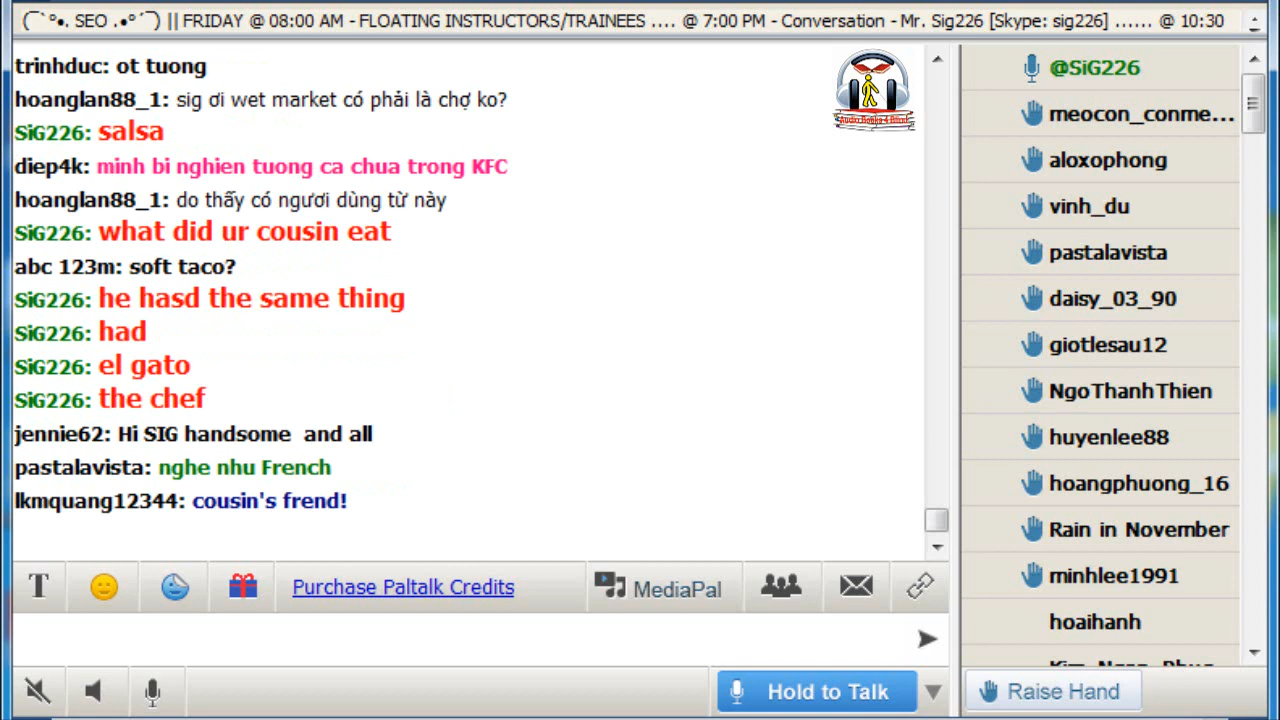 (¯`°•. SEO .•°´¯) || FRIDAY @ 08:00 AM - FLOATING INSTRUCTORS/TRAINEES .... @ 7:00 PM - Conversation - Mr. Sig226 [Skype: sig226] ...... @ 10:30
trinhduc: ot tuong
hoanglan88_1: sig ơi wet market có phải là chợ ko?
SiG226: salsa
diep4k: minh bi nghien tuong ca chua trong KFC
hoanglan88_1: do thấy có ngươi dùng từ này
SiG226: what did ur cousin eat
abc 123m: soft taco?
SiG226: he hasd the same thing
SiG226: had
SiG226: el gato
SiG226: the chef
jennie62: Hi SIG handsome and all
pastalavista: nghe nhu French
lkmquang12344: cousin's frend!
Audio Books 4 Blind
T
Purchase Paltalk Credits
MediaPal
Hold to Talk
@SiG226
meocon_conme...
aloxophong
vinh_du
pastalavista
daisy_03_90
giotlesau12
NgoThanhThien
huyenlee88
hoangphuong_16
Rain in November
minhlee1991
hoaihanh
Raise Hand